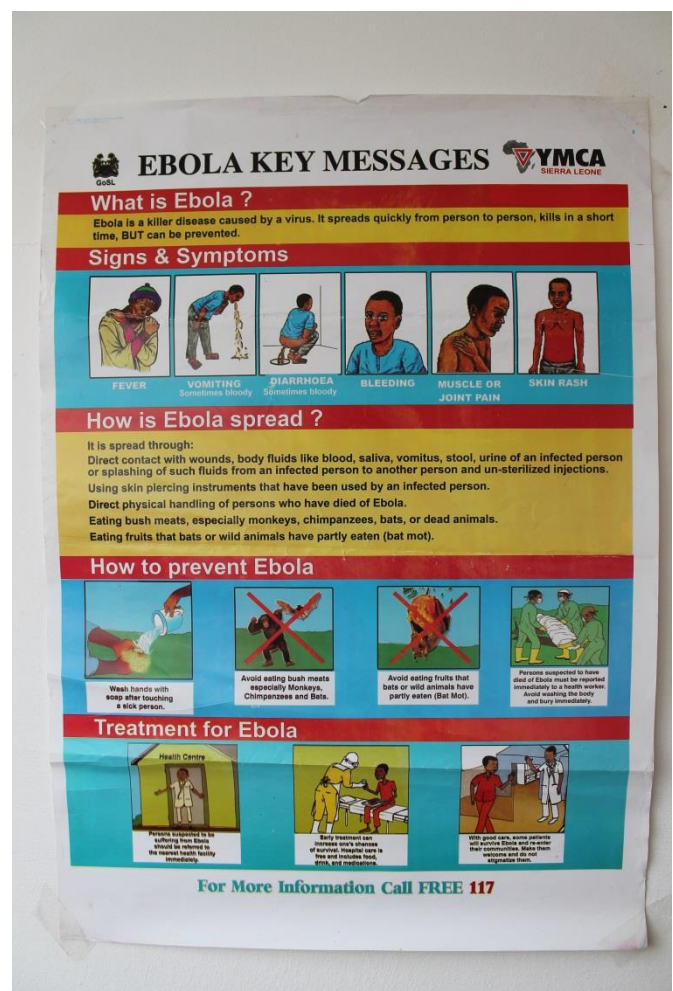 GoSL
EBOLA KEY MESSAGES
YMCA
SIERRA LEONE
What is Ebola ?
Ebola is a killer disease caused by a virus. It spreads quickly from person to person, kills in a short
time, BUT can be prevented.
Signs & Symptoms
FEVER
VOMITING
Sometimes bloody
DIARRHOEA
Sometimes bloody
BLEEDING
MUSCLE OR
JOINT PAIN
SKIN RASH
How is Ebola spread ?
It is spread through:
Direct contact with wounds, body fluids like blood, saliva, vomitus, stool, urine of an infected person
or splashing of such fluids from an infected person to another person and un-sterilized injections.
Using skin piercing instruments that have been used by an infected person.
Direct physical handling of persons who have died of Ebola.
Eating bush meats, especially monkeys, chimpanzees, bats, or dead animals.
Eating fruits that bats or wild animals have partly eaten (bat mot).
How to prevent Ebola
Wash hands with
soap after touching
a sick person.
Avoid eating bush meats
especially Monkeys,
Chimpanzees and Bats.
Avoid eating fruits that
bats or wild animals have
partly eaten (Bat Mot).
Persons suspected to have
died of Ebola must be reported
immediately to a health worker.
Avoid washing the body
and bury immediately.
Treatment for Ebola
Health Centre
Persons suspected to be
suffering from Ebola
should be referred to
the nearest health facility
immediately.
Early treatment can
increase one's chances
of survival. Hospital care is
free and includes food,
drink, and medications.
With good care, some patients
will survive Ebola and re-enter
their communities. Make them
welcome and do not
stigmatize them.
For More Information Call FREE 117